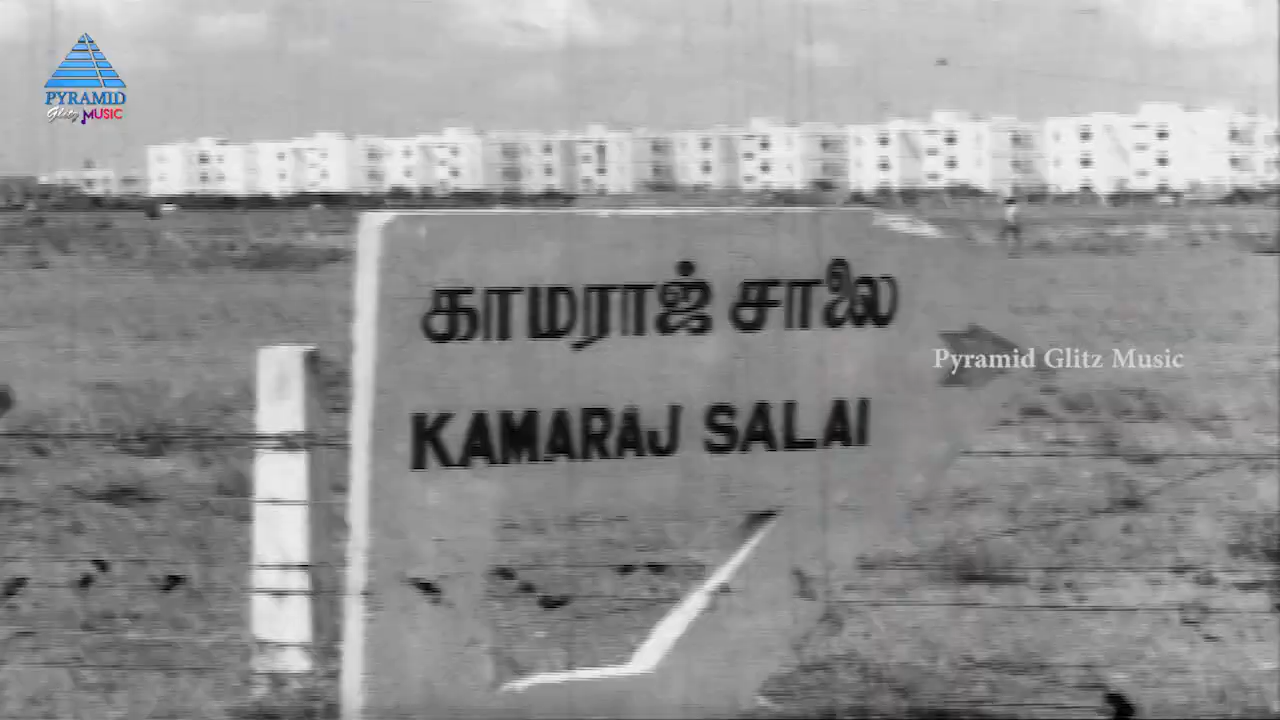 PYRAMID
Glitz MUSIC
காமராஜ் சாலை
Pyramid Glitz Music
KAMARAJ SALAI